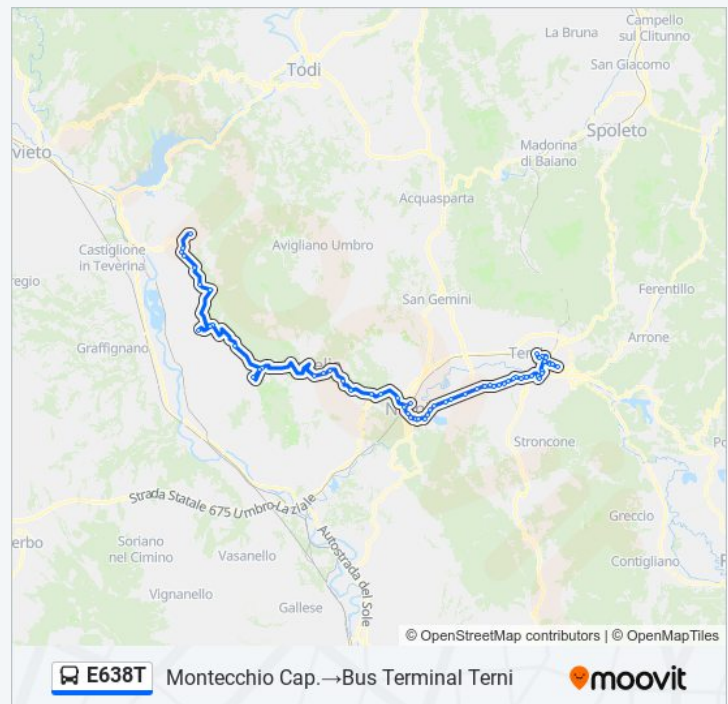 Campello
sul Clitunno
La Bruna
San Giacomo
Todi
Spoleto
vieto
Madonna
di Baiano
Acquasparta
Castiglione
in Teverina
Avigliano Umbro
regio
San Gemini
Ferentillo
Graffignano
Arrone
Stroncone
Strada Statale 675 Umbro-Laziale
Greccio
erbo
Soriano
nel Cimino
Vasanello
Autostrada del Sole
Contigliano
Vignanello
Gallese
© OpenStreetMap contributors | © OpenMapTiles
E638T
Montecchio Cap.→Bus Terminal Terni
moovit